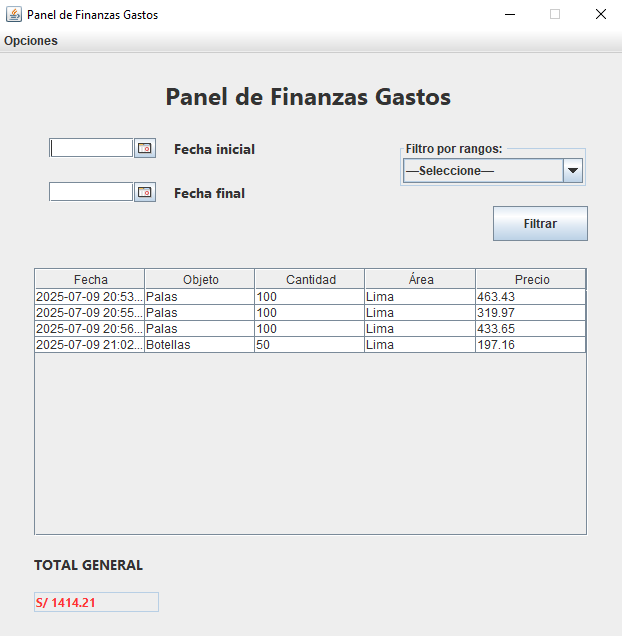 Panel de Finanzas Gastos
Opciones
Panel de Finanzas Gastos
Fecha inicial
Filtro por rangos:
—Seleccione—
Fecha final
Filtrar
Fecha Objeto Cantidad Área Precio
2025-07-09 20:53... Palas 100 Lima 463.43
2025-07-09 20:55... Palas 100 Lima 319.97
2025-07-09 20:56... Palas 100 Lima 433.65
2025-07-09 21:02... Botellas 50 Lima 197.16
TOTAL GENERAL
S/ 1414.21